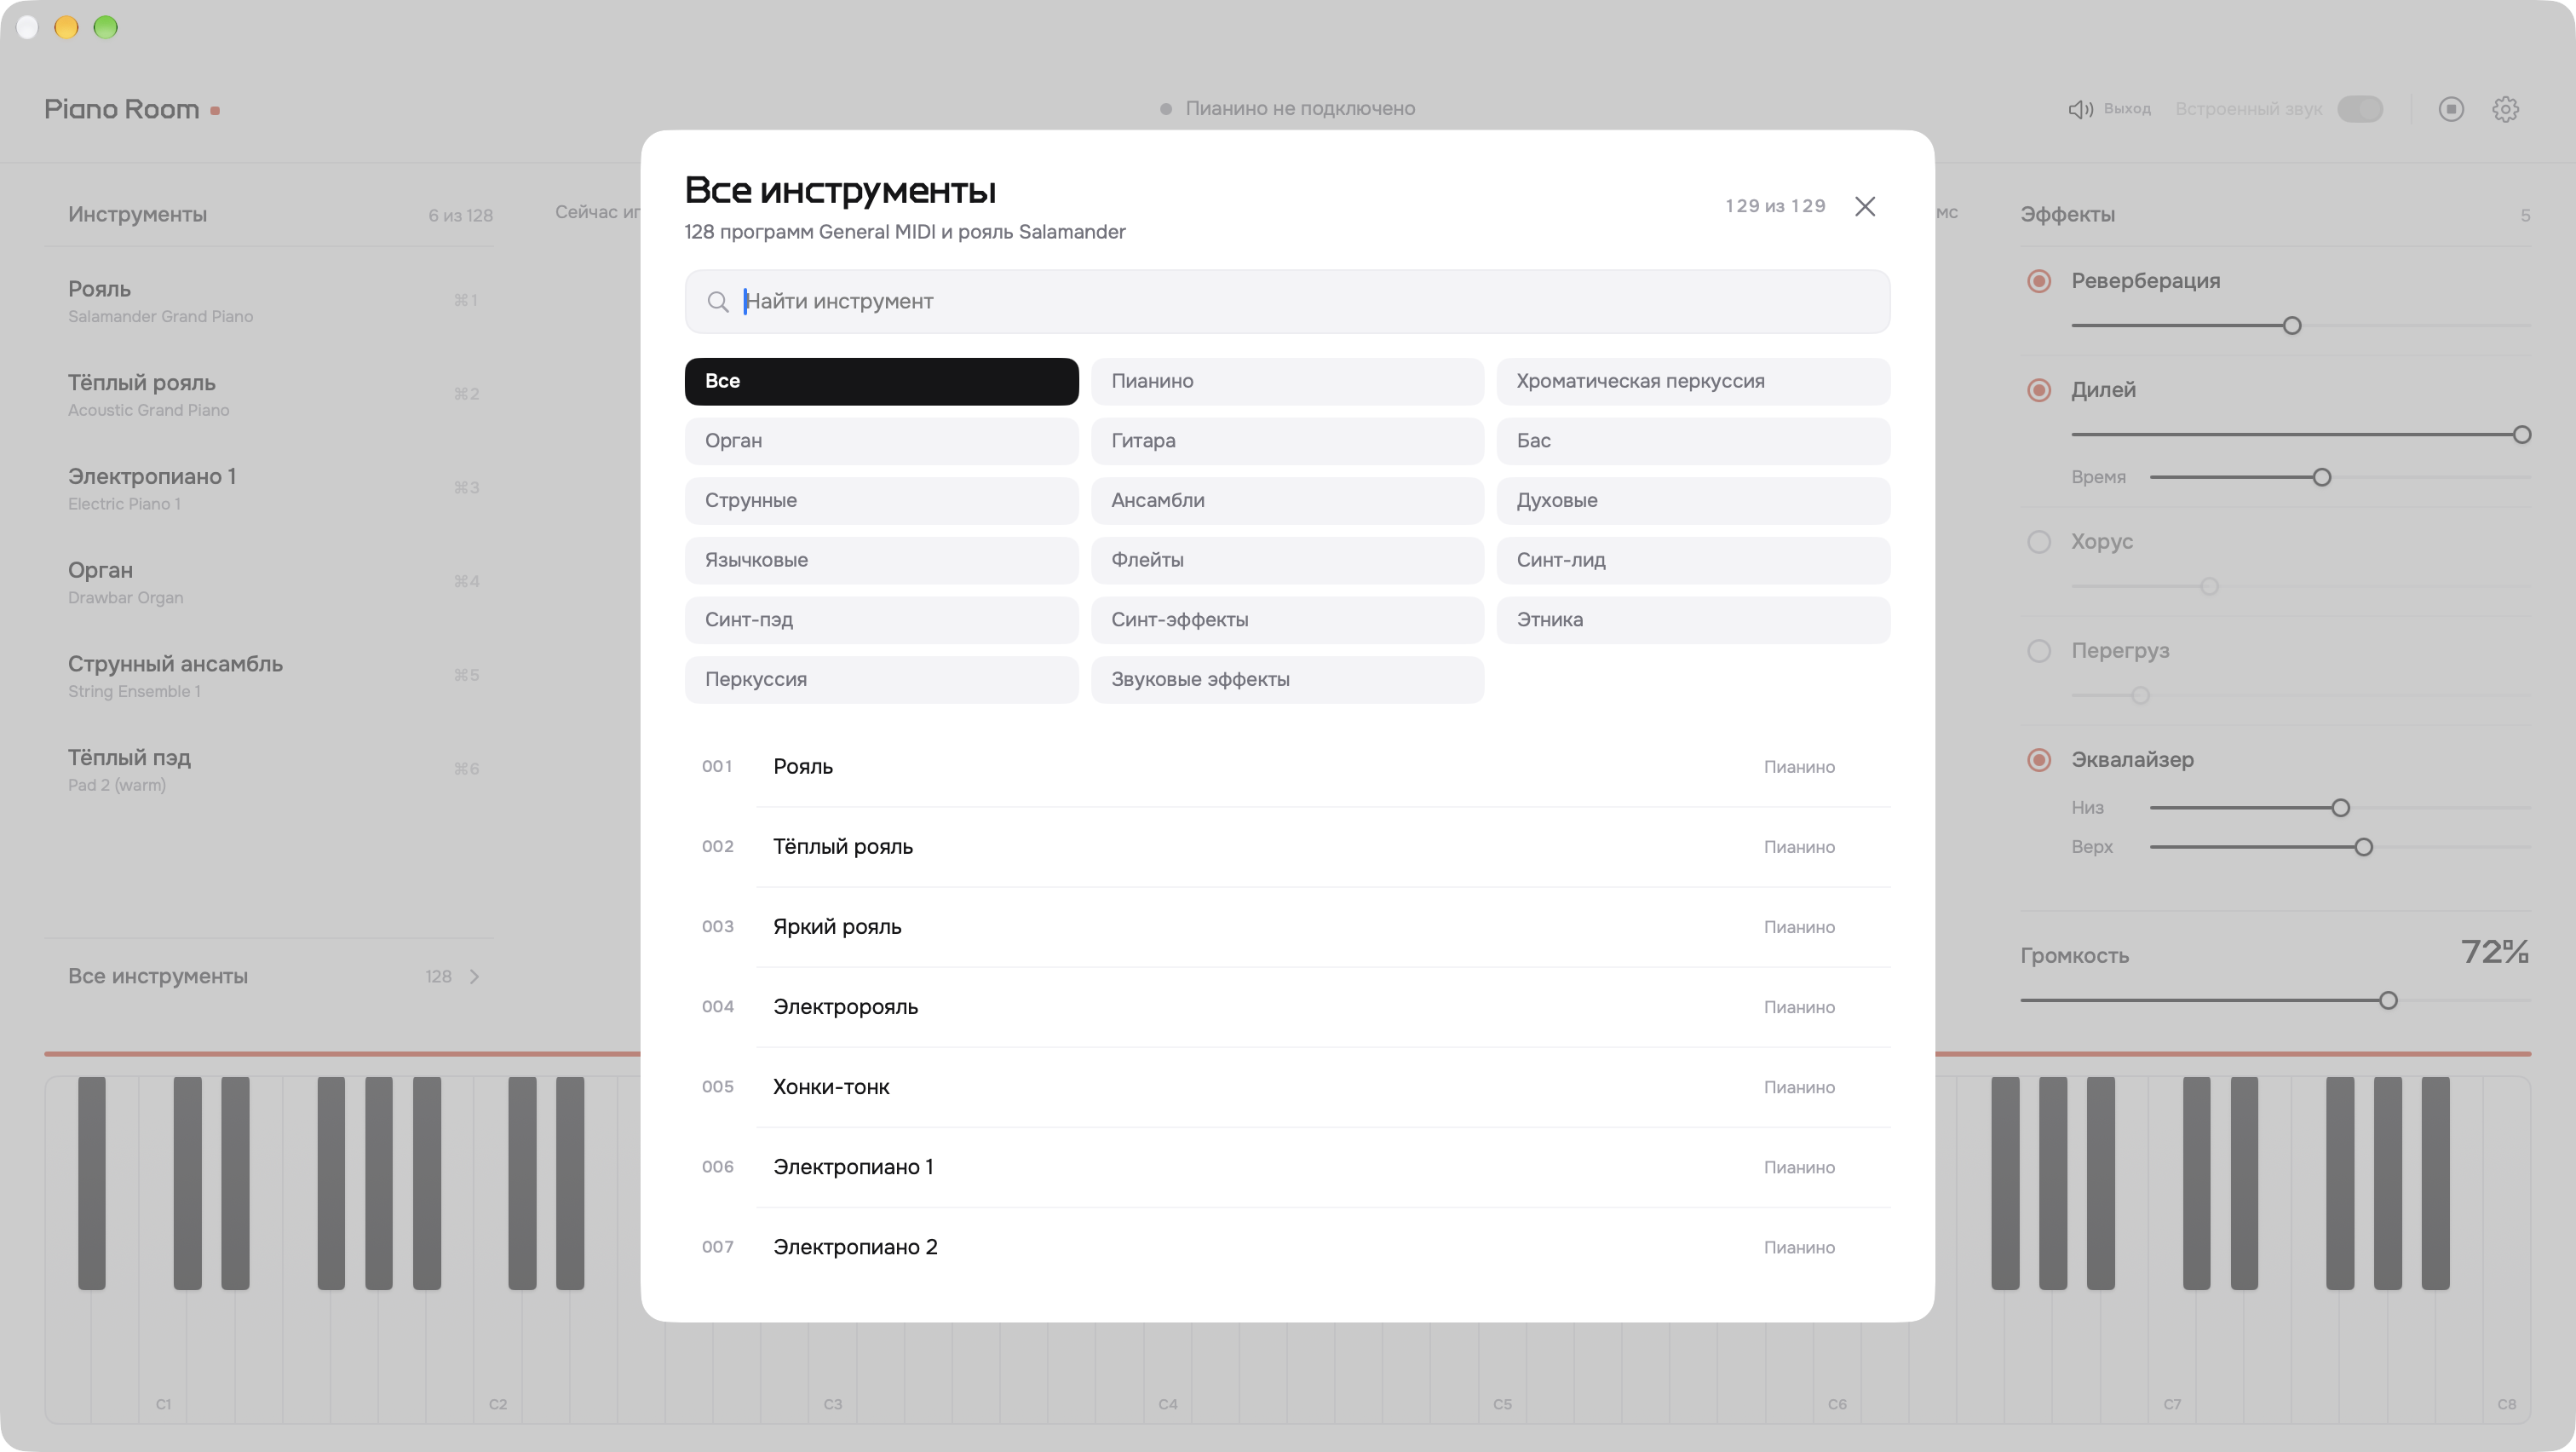 Piano Room
Пианино не подключено
Выход
Встроенный звук
Инструменты
6 из 128
Рояль
Salamander Grand Piano
⌘1
Тёплый рояль
Acoustic Grand Piano
⌘2
Электропиано 1
Electric Piano 1
⌘3
Орган
Drawbar Organ
⌘4
Струнный ансамбль
String Ensemble 1
⌘5
Тёплый пэд
Pad 2 (warm)
⌘6
Все инструменты
128
Сейчас
Все инструменты
128 программ General MIDI и рояль Salamander
129 из 129
Найти инструмент
Все
Пианино
Хроматическая перкуссия
Орган
Гитара
Бас
Струнные
Ансамбли
Духовые
Язычковые
Флейты
Синт-лид
Синт-пэд
Синт-эффекты
Этника
Перкуссия
Звуковые эффекты
001 Рояль Пианино
002 Тёплый рояль Пианино
003 Яркий рояль Пианино
004 Электророяль Пианино
005 Хонки-тонк Пианино
006 Электропиано 1 Пианино
007 Электропиано 2 Пианино
мс
Эффекты
5
Реверберация
Дилей
Время
Хорус
Перегруз
Эквалайзер
Низ
Верх
Громкость
72%
C1
C2
C3
C4
C5
C6
C7
C8